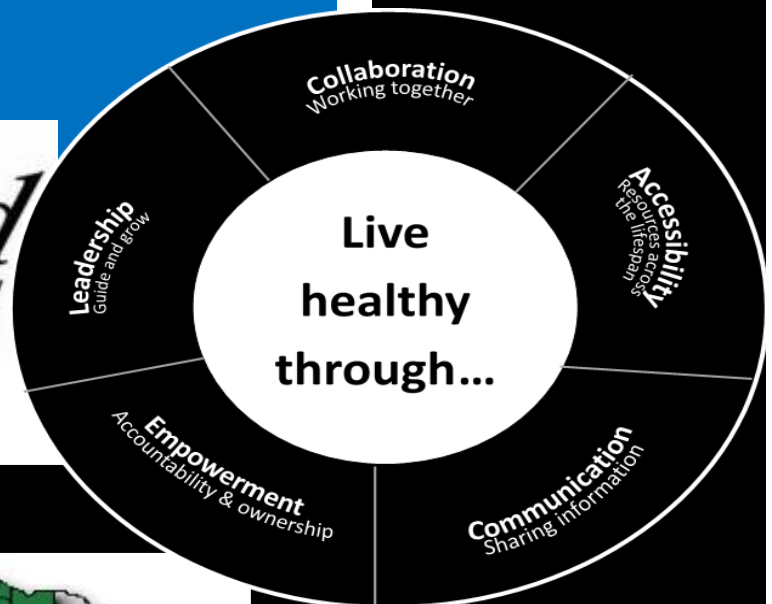 Live
healthy
through...
Collaboration
Working together
Accessibility
Resources across
the lifespan
Communication
Sharing information
Empowerment
Accountability & ownership
Leadership
Guide and grow